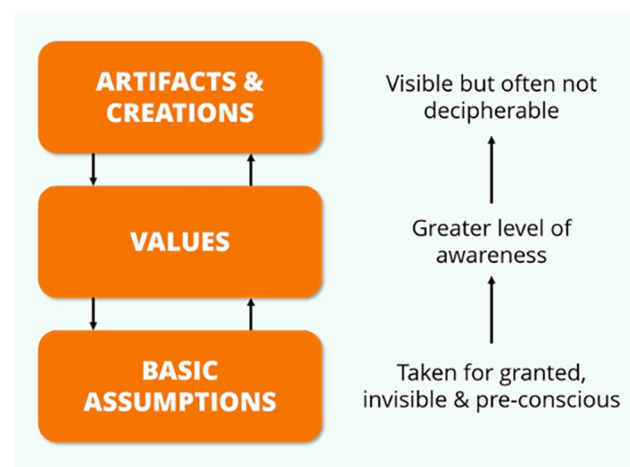 ARTIFACTS &
CREATIONS
Visible but often not
decipherable
VALUES
Greater level of
awareness
BASIC
ASSUMPTIONS
Taken for granted,
invisible & pre-conscious